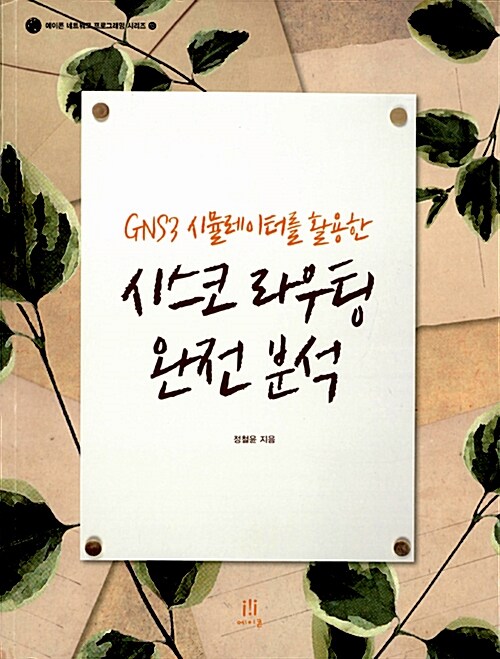 에이콘 네트워크 프로그래밍 시리즈
GNS3 시뮬레이터를 활용한
시스코 라우팅
완전 분석
정철윤 지음
에이콘